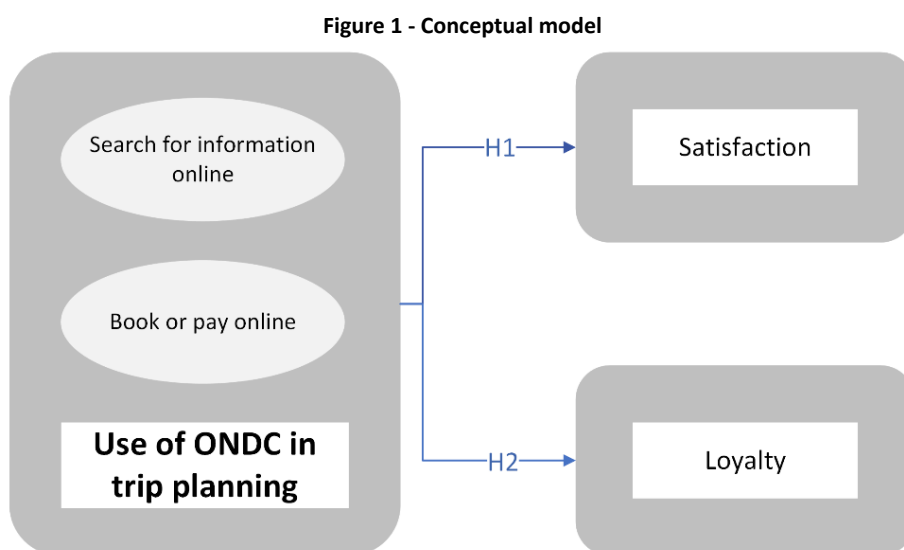 Figure 1 - Conceptual model
Search for information
online
Book or pay online
Use of ONDC in
trip planning
H1
Satisfaction
H2
Loyalty